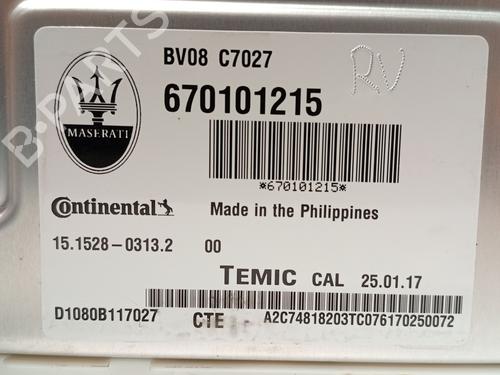 BV08 C7027
RV
670101215
MASERATI
*670101215*
Continental
Made in the Philippines
15.1528-0313.2 00
TEMIC CAL 25.01.17
D1080B117027 CTE A2C74818203TC076170250072
B-PARTS